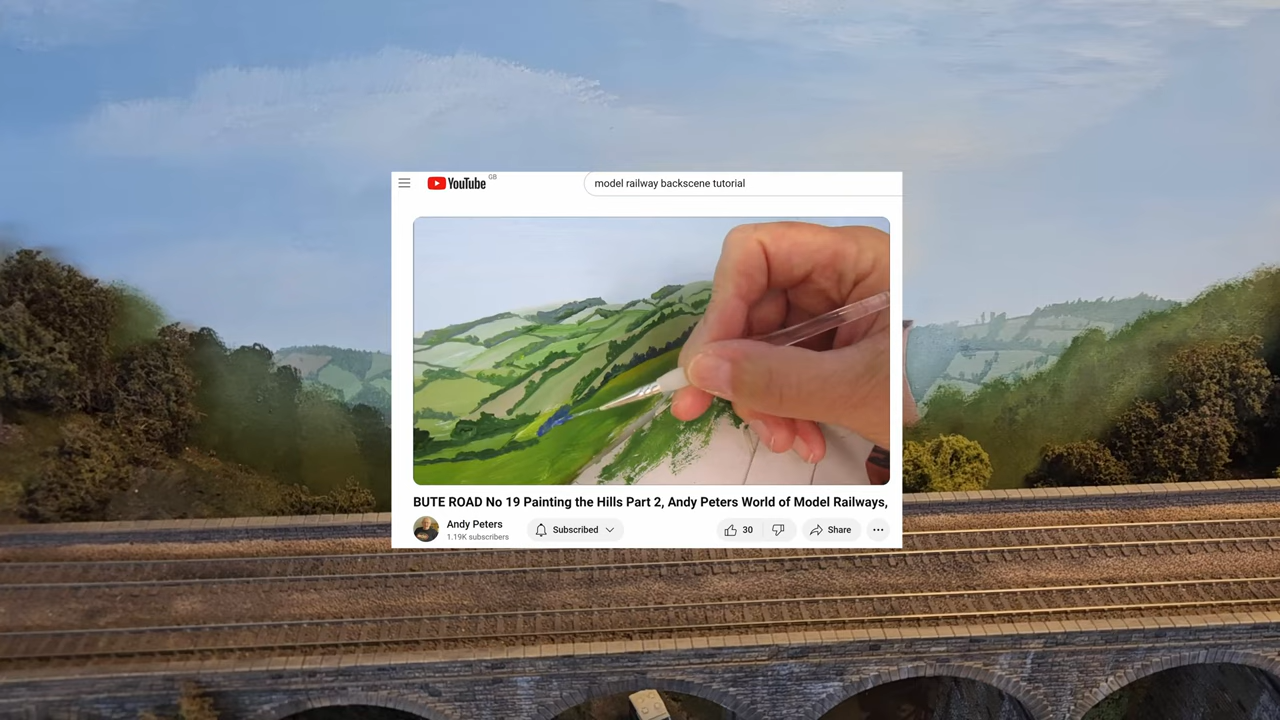 YouTube GB
model railway backscene tutorial
BUTE ROAD No 19 Painting the Hills Part 2, Andy Peters World of Model Railways,
Andy Peters
1.19K subscribers
Subscribed
30
Share